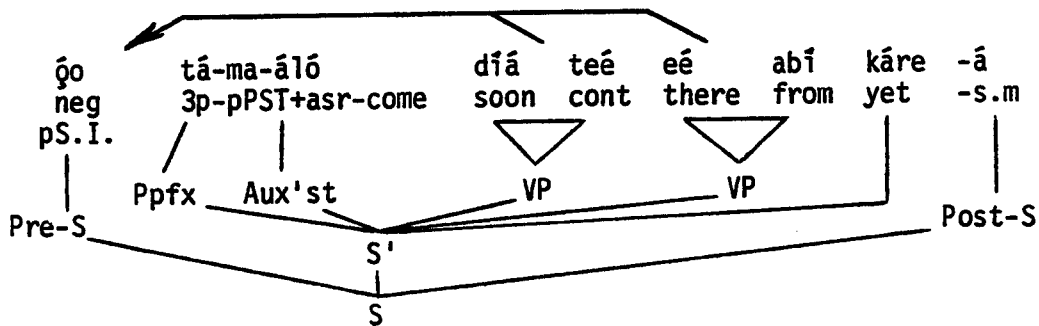 ọ́o tá-ma-áló díá teé eé abí káre -á
neg 3p-pPST+asr-come soon cont there from yet -s.m
pS.I.
Ppfx Aux'st VP VP
Pre-S Post-S
S'
S